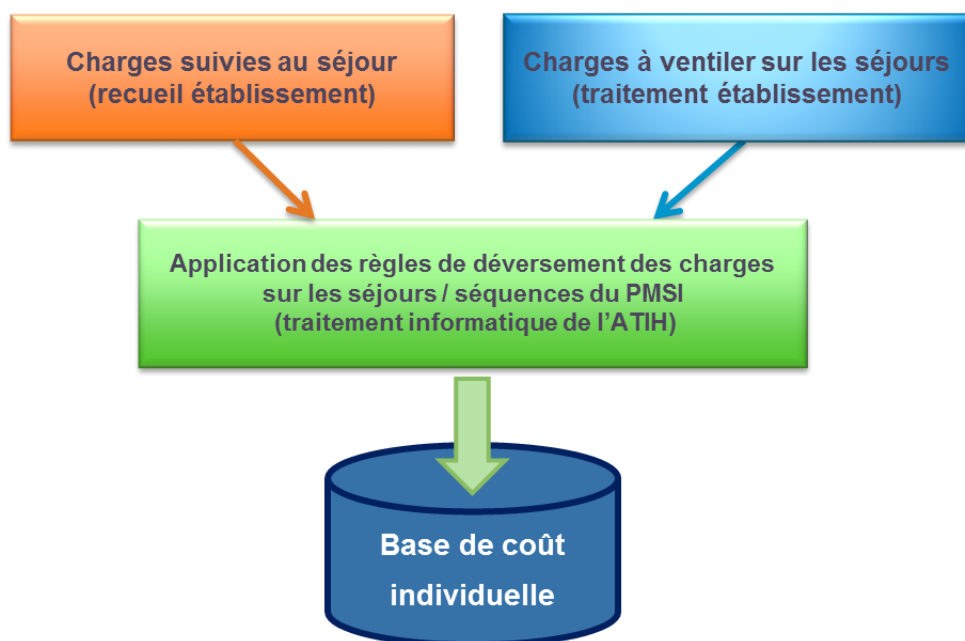 Charges suivies au séjour
(recueil établissement)
Charges à ventiler sur les séjours
(traitement établissement)
Application des règles de déversement des charges
sur les séjours / séquences du PMSI
(traitement informatique de l'ATIH)
Base de coût
individuelle